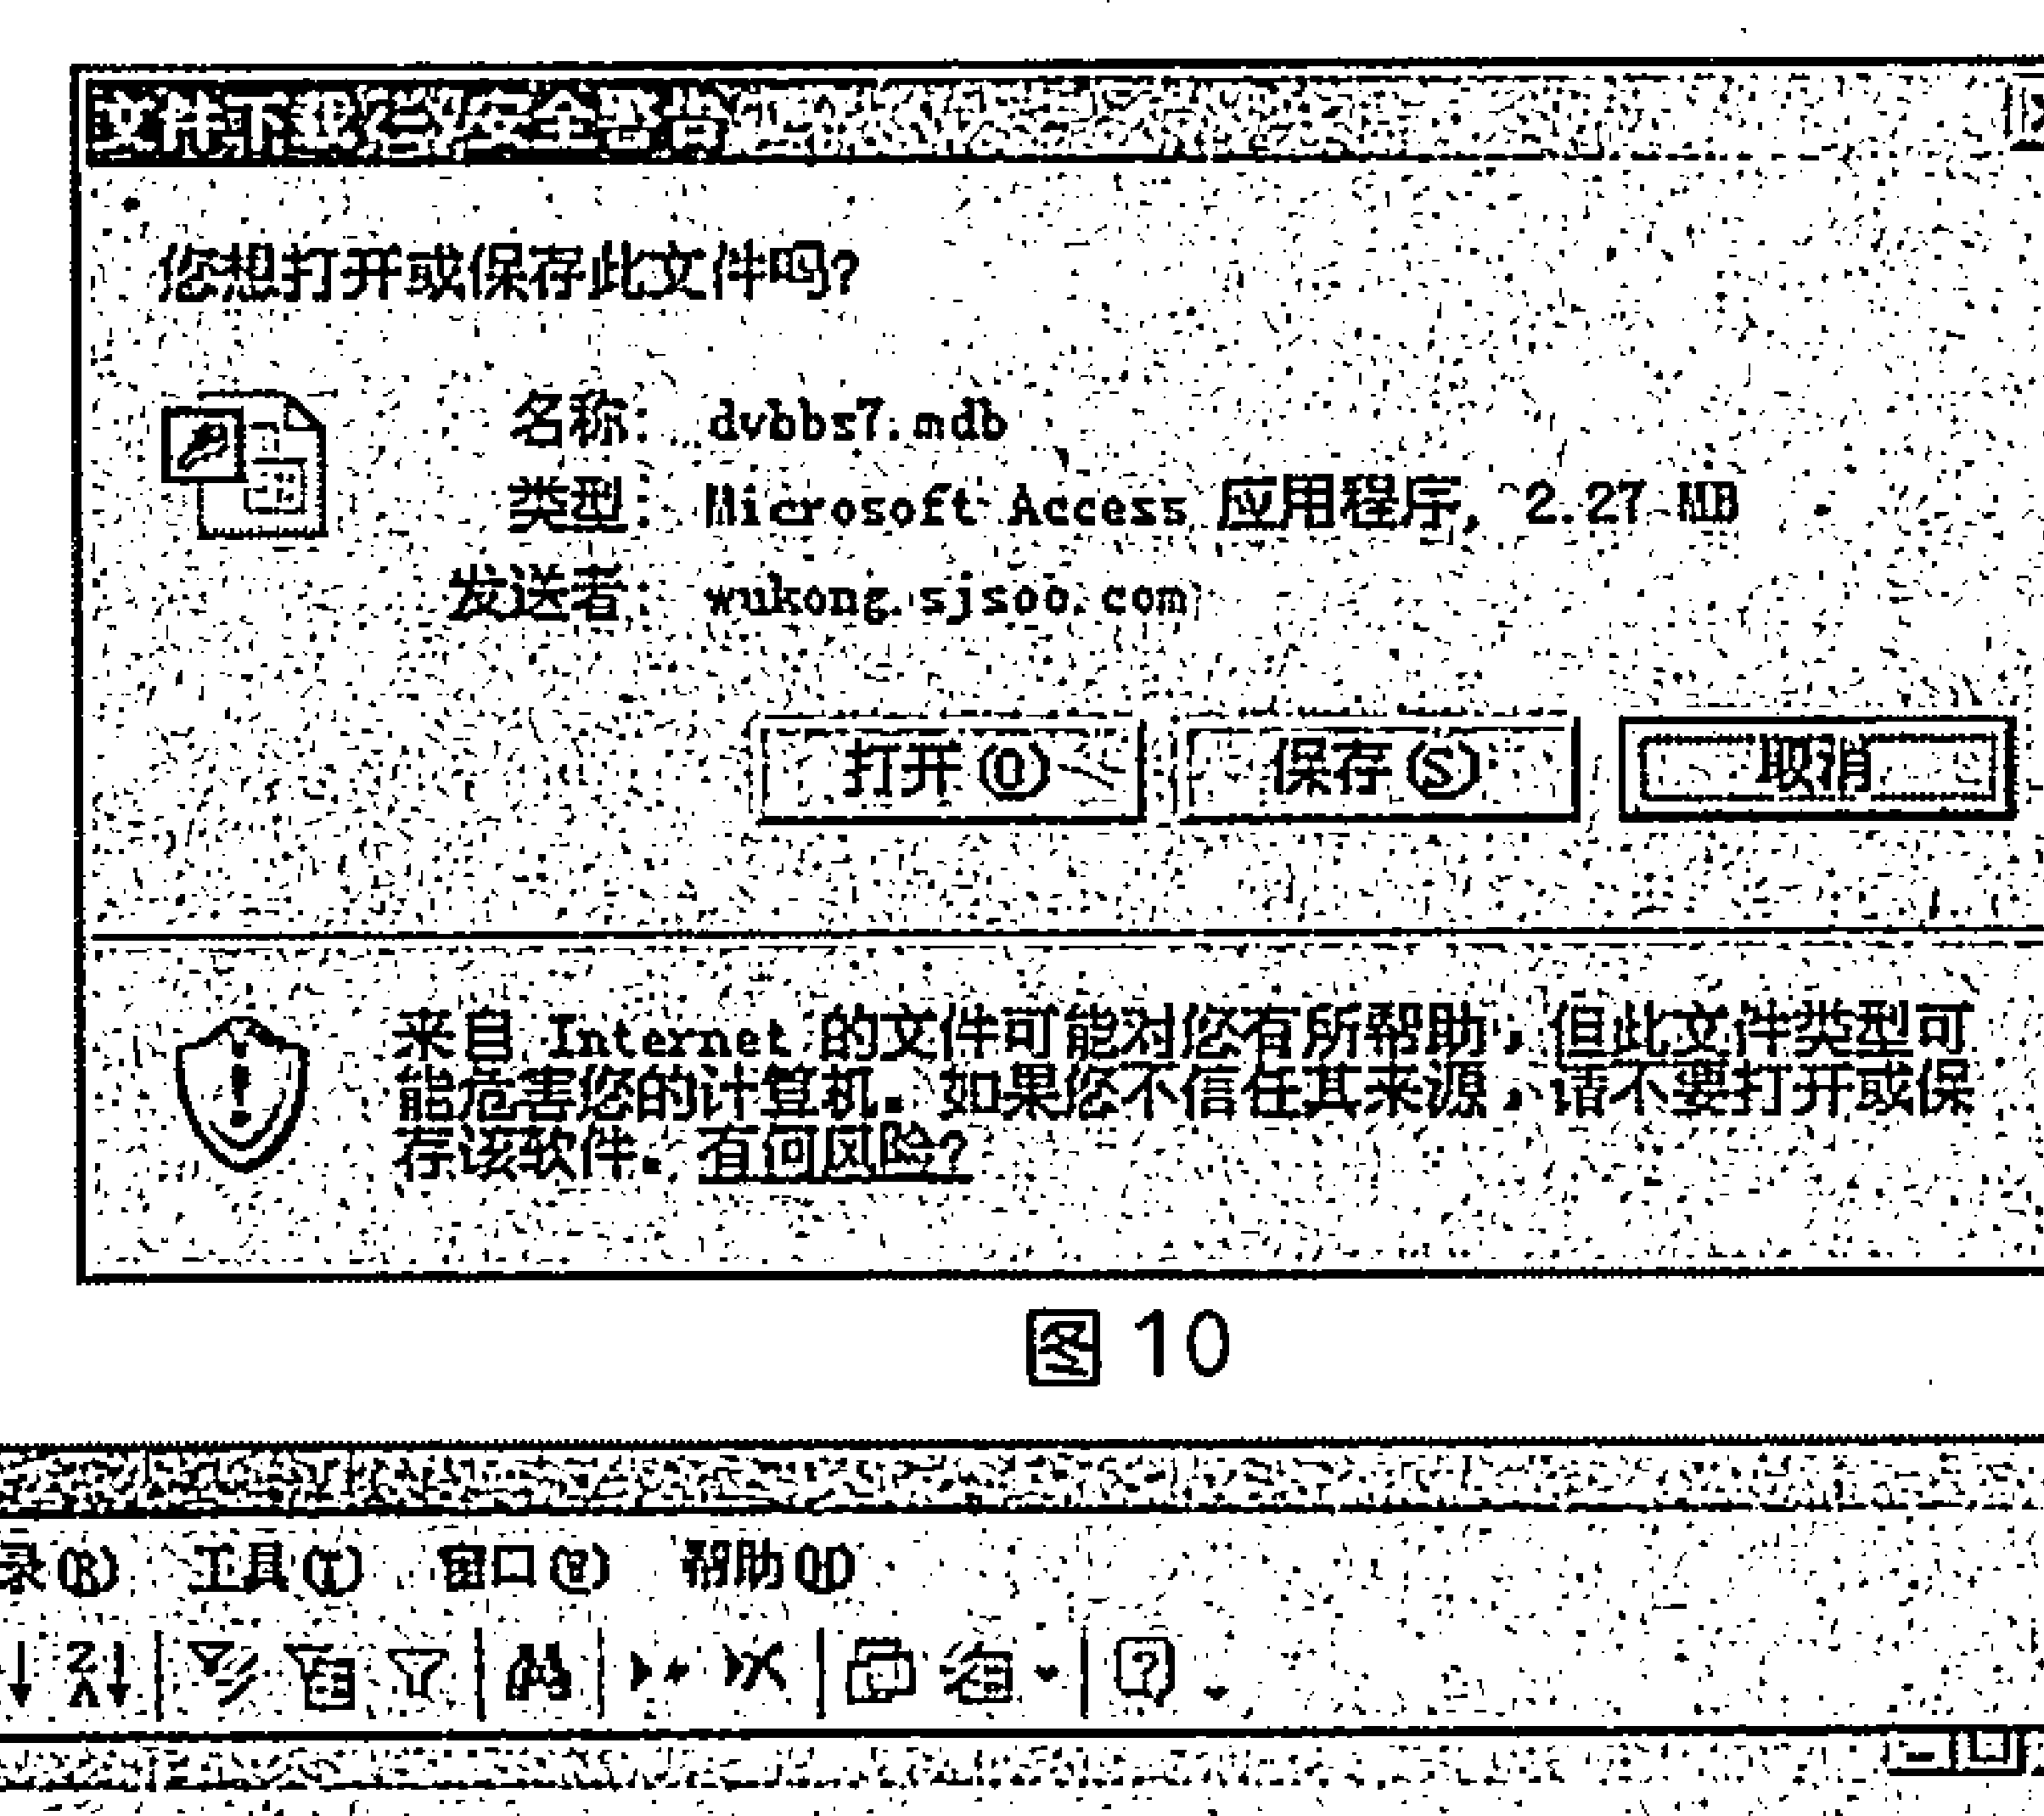 文件下载 - 安全警告
您想打开或保存此文件吗?
名称: dvbbs7.mdb
类型: Microsoft Access 应用程序, 2.27 MB
发送者: wukong.sjsoo.com
打开(O) 保存(S) 取消
来自 Internet 的文件可能对您有所帮助，但此文件类型可
能危害您的计算机。如果您不信任其来源，请不要打开或保
存该软件。有何风险?
图 10
录(R) 工具(T) 窗口(W) 帮助(H)